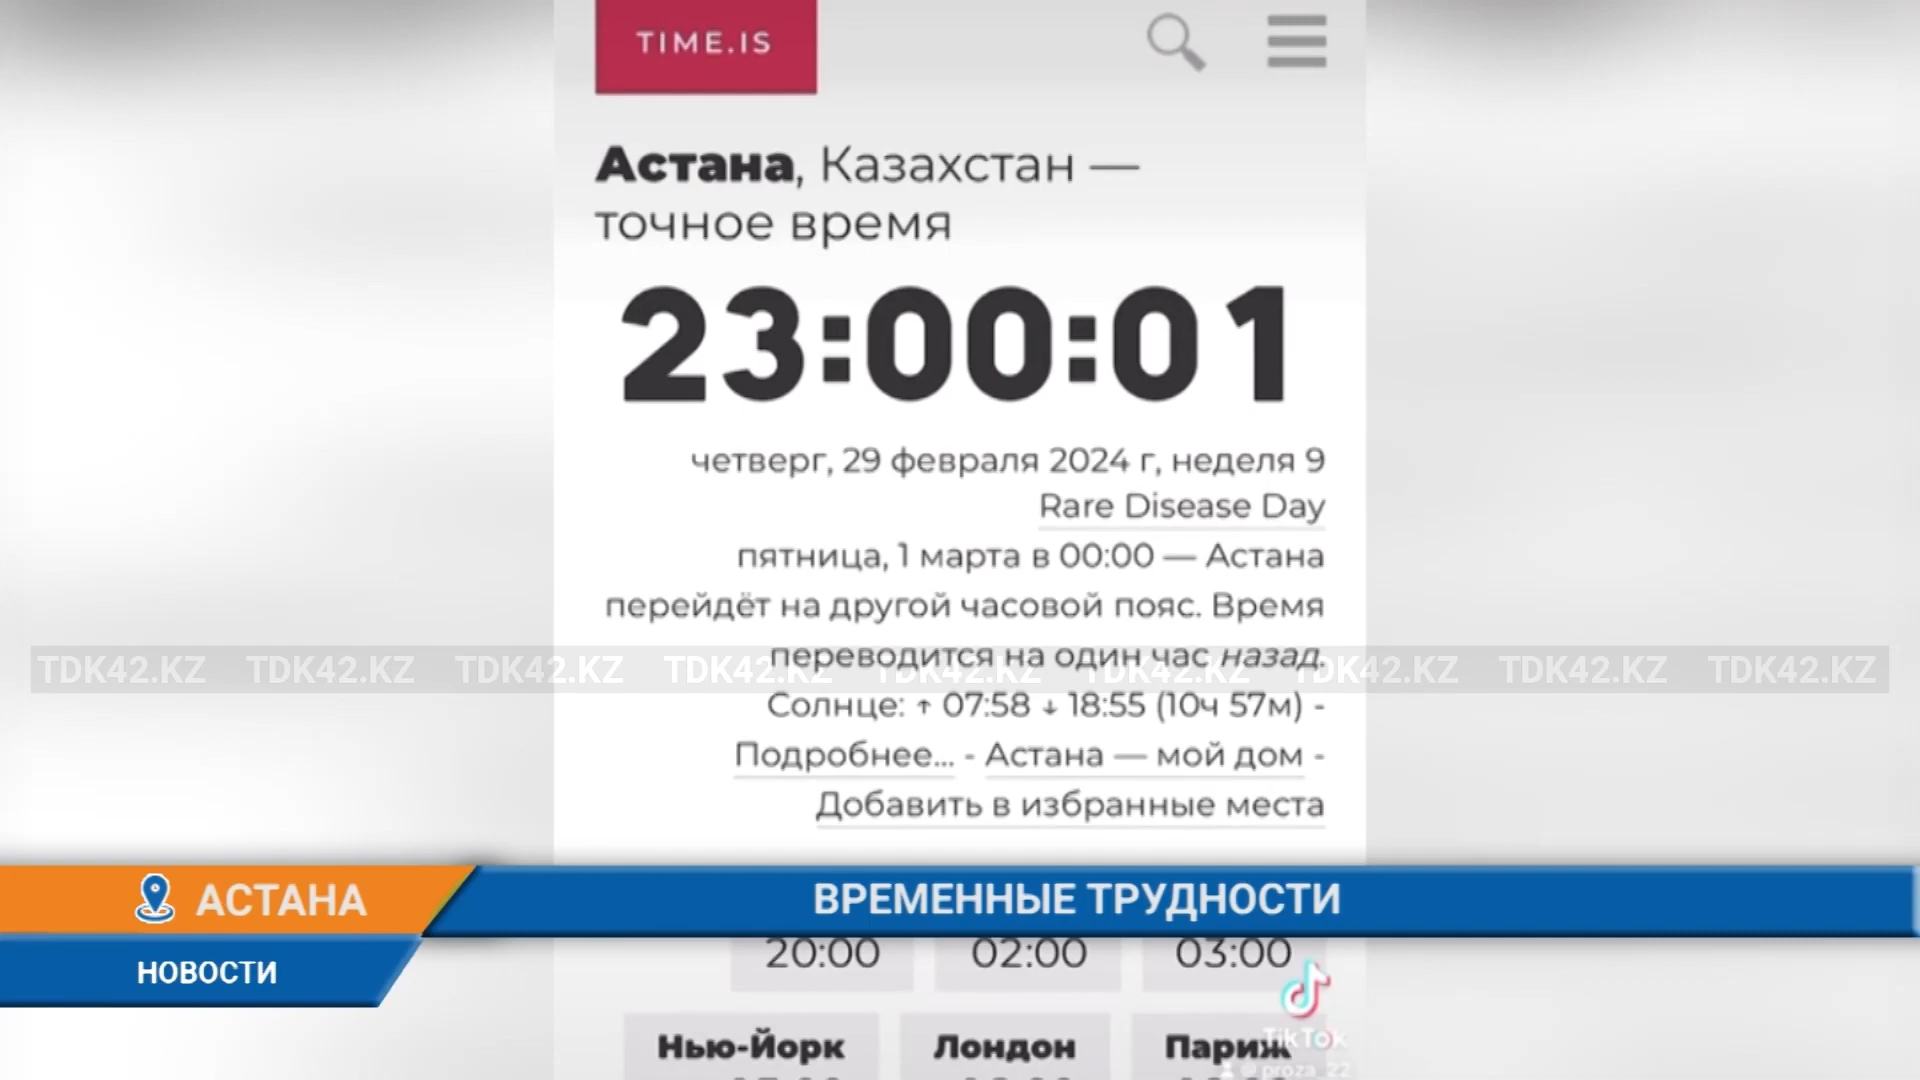 TIME.IS
Астана, Казахстан —
точное время
23:00:01
четверг, 29 февраля 2024 г, неделя 9
Rare Disease Day
пятница, 1 марта в 00:00 — Астана
перейдёт на другой часовой пояс. Время
переводится на один час назад.
TDK42.KZ TDK42.KZ TDK42.KZ TDK42.KZ TDK42.KZ TDK42.KZ TDK42.KZ TDK42.KZ TDK42.KZ
Солнце: ↑ 07:58 ↓ 18:55 (10ч 57м) -
Подробнее... - Астана — мой дом -
Добавить в избранные места
АСТАНА
ВРЕМЕННЫЕ ТРУДНОСТИ
НОВОСТИ
20:00 02:00 03:00
Нью-Йорк Лондон Париж
TikTok
@proza_22